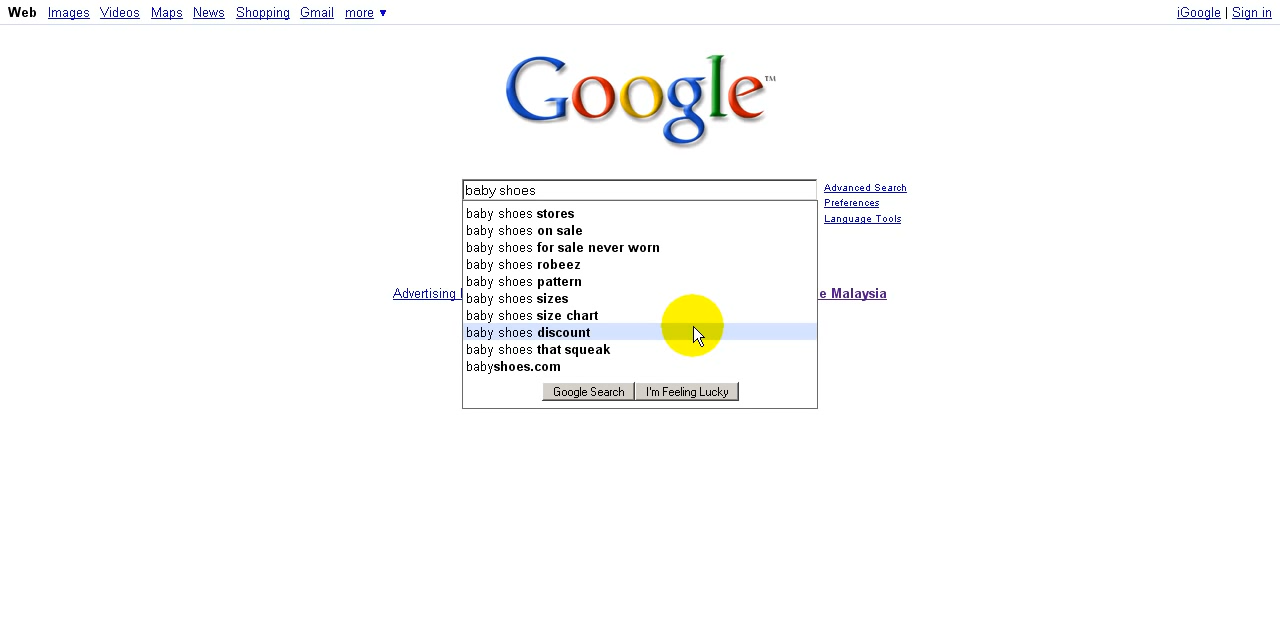 Web Images Videos Maps News Shopping Gmail more ▼
iGoogle | Sign in
Google™
baby shoes
Advanced Search
Preferences
Language Tools
baby shoes stores
baby shoes on sale
baby shoes for sale never worn
baby shoes robeez
baby shoes pattern
baby shoes sizes
baby shoes size chart
baby shoes discount
baby shoes that squeak
babyshoes.com
Advertising
e Malaysia
Google Search
I'm Feeling Lucky